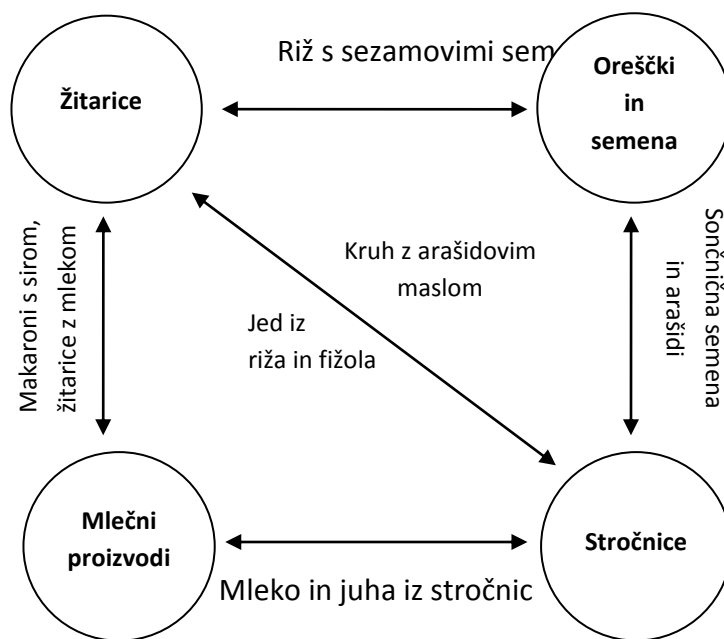 Riž s sezamovimi sem
Žitarice
Oreščki
in
semena
Makaroni s sirom,
žitarice z mlekom
Kruh z arašidovim
maslom
Jed iz
riža in fižola
Sončnična semena
in arašidi
Mlečni
proizvodi
Stročnice
Mleko in juha iz stročnic